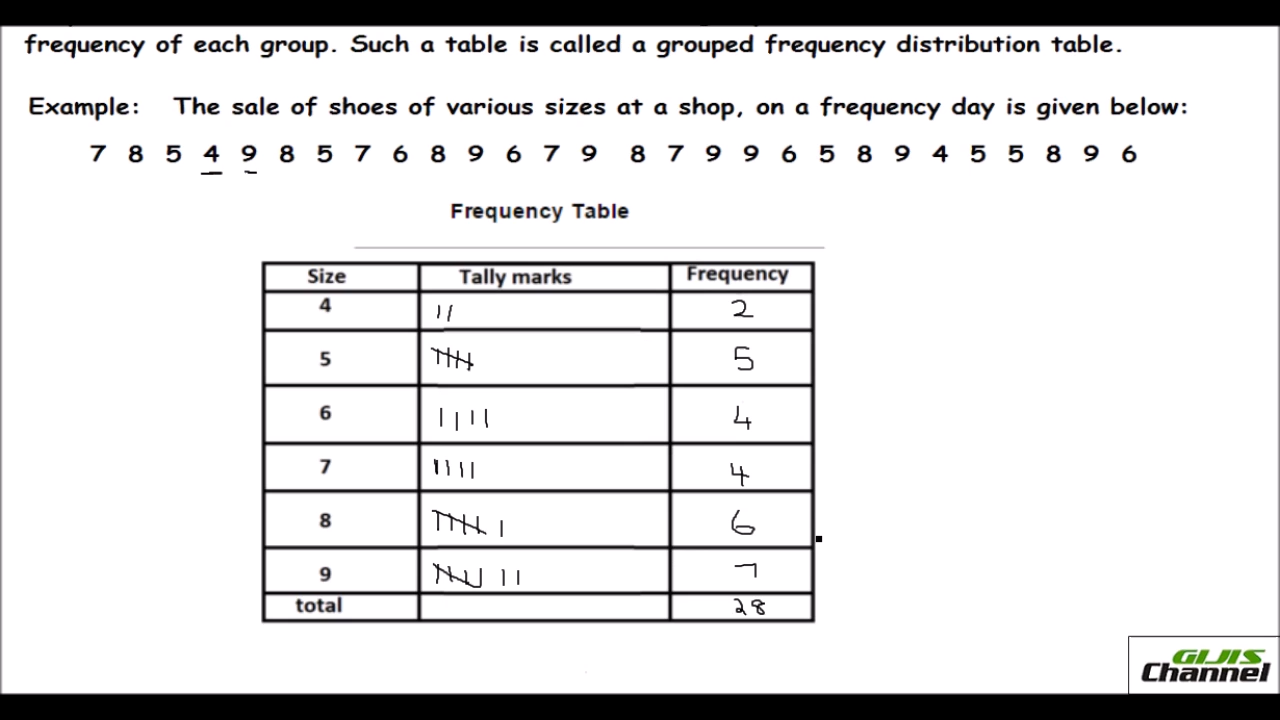 frequency of each group. Such a table is called a grouped frequency distribution table.
Example: The sale of shoes of various sizes at a shop, on a frequency day is given below:
7 8 5 4 9 8 5 7 6 8 9 6 7 9 8 7 9 9 6 5 8 9 4 5 5 8 9 6
Frequency Table
Size Tally marks Frequency
4 2
5 5
6 4
7 4
8 6
9 7
total 28
GIJIS
Channel